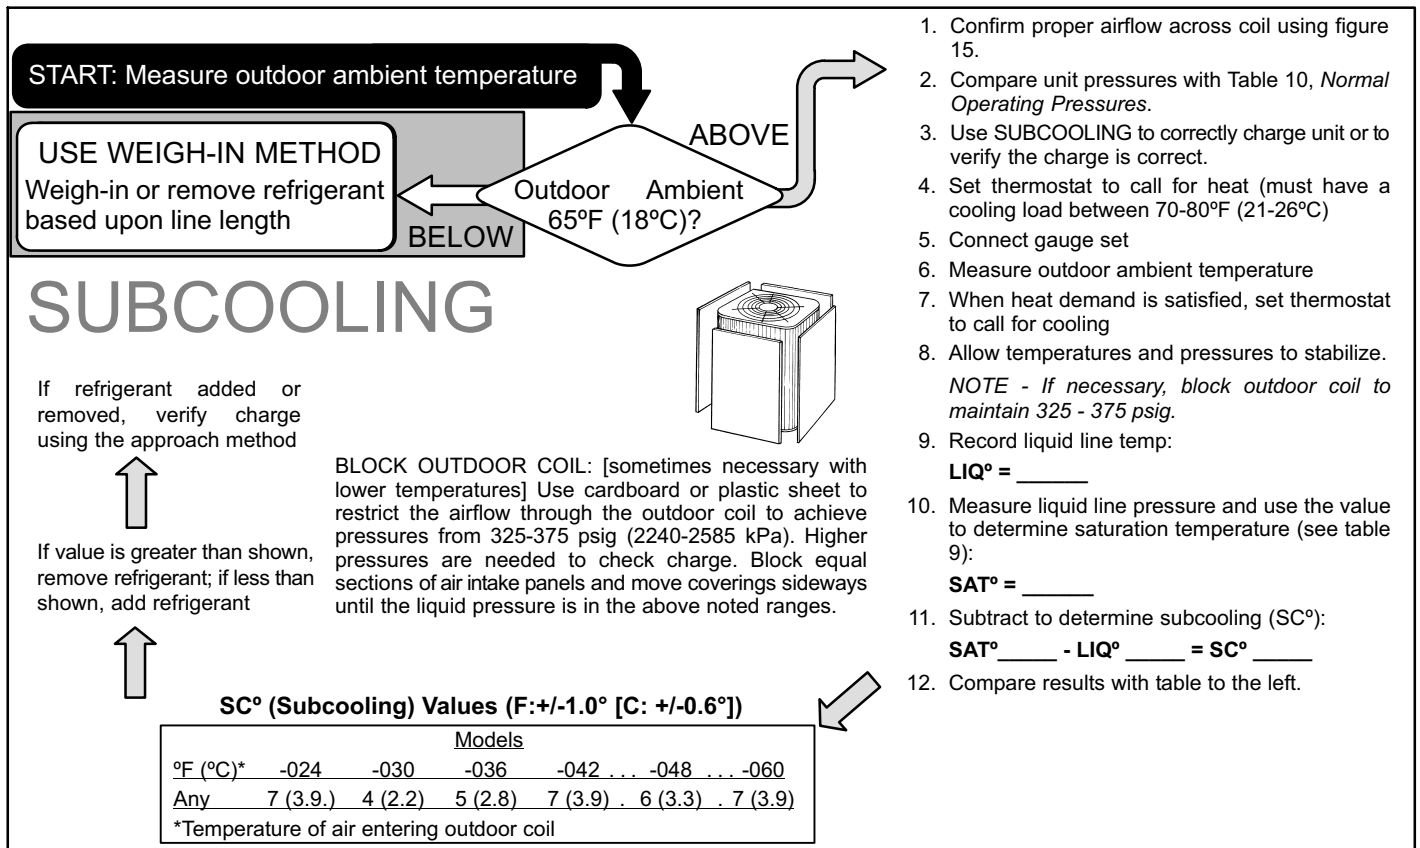 START: Measure outdoor ambient temperature
ABOVE
USE WEIGH-IN METHOD
Weigh-in or remove refrigerant
based upon line length
BELOW
Outdoor Ambient
65ºF (18ºC)?
SUBCOOLING
If refrigerant added or
removed, verify charge
using the approach method
If value is greater than shown,
remove refrigerant; if less than
shown, add refrigerant
BLOCK OUTDOOR COIL: [sometimes necessary with
lower temperatures] Use cardboard or plastic sheet to
restrict the airflow through the outdoor coil to achieve
pressures from 325-375 psig (2240-2585 kPa). Higher
pressures are needed to check charge. Block equal
sections of air intake panels and move coverings sideways
until the liquid pressure is in the above noted ranges.
1. Confirm proper airflow across coil using figure
15.
2. Compare unit pressures with Table 10, Normal
Operating Pressures.
3. Use SUBCOOLING to correctly charge unit or to
verify the charge is correct.
4. Set thermostat to call for heat (must have a
cooling load between 70-80ºF (21-26ºC)
5. Connect gauge set
6. Measure outdoor ambient temperature
7. When heat demand is satisfied, set thermostat
to call for cooling
8. Allow temperatures and pressures to stabilize.
NOTE - If necessary, block outdoor coil to
maintain 325 - 375 psig.
9. Record liquid line temp:
LIQº = ______
10. Measure liquid line pressure and use the value
to determine saturation temperature (see table
9):
SATº = ______
11. Subtract to determine subcooling (SCº):
SATº_____ - LIQº _____ = SCº _____
12. Compare results with table to the left.
SCº (Subcooling) Values (F:+/-1.0° [C: +/-0.6°])
Models
ºF (ºC)* -024 -030 -036 -042 . . . -048 . . . -060
Any 7 (3.9.) 4 (2.2) 5 (2.8) 7 (3.9) . 6 (3.3) . 7 (3.9)
*Temperature of air entering outdoor coil